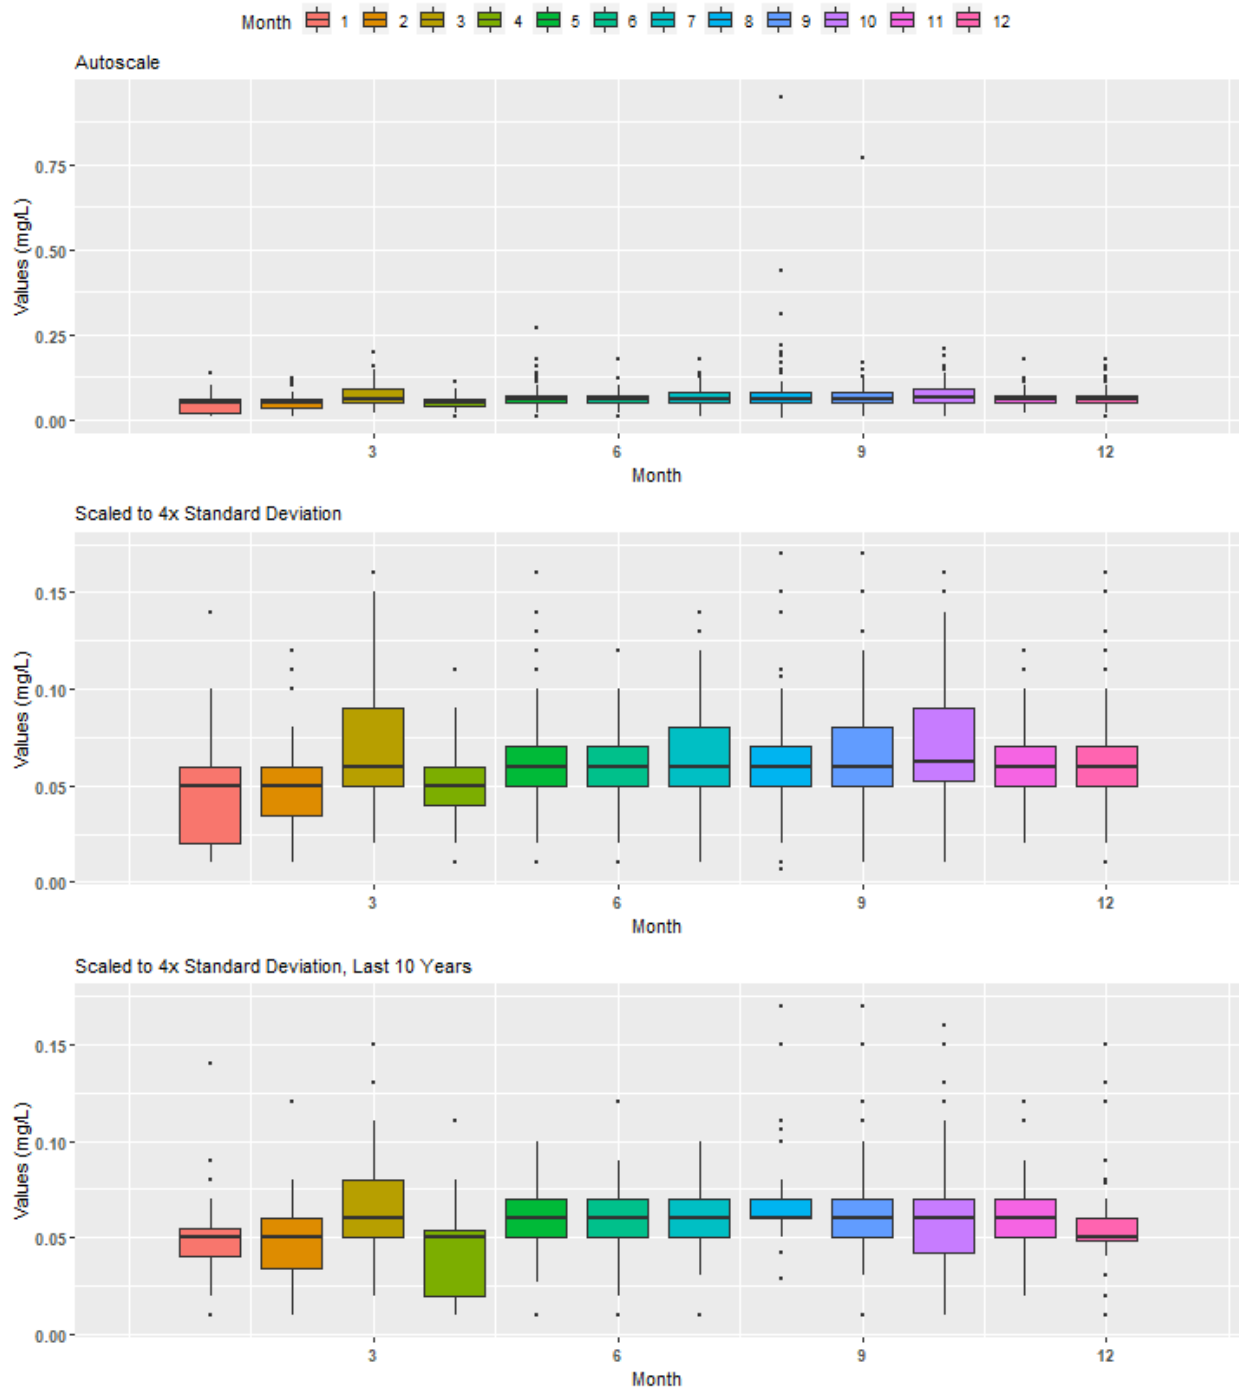 Month 1 2 3 4 5 6 7 8 9 10 11 12
Autoscale
Values (mg/L)
0.75
0.50
0.25
0.00
3 6 9 12
Month
Scaled to 4x Standard Deviation
Values (mg/L)
0.15
0.10
0.05
0.00
3 6 9 12
Month
Scaled to 4x Standard Deviation, Last 10 Years
Values (mg/L)
0.15
0.10
0.05
0.00
3 6 9 12
Month